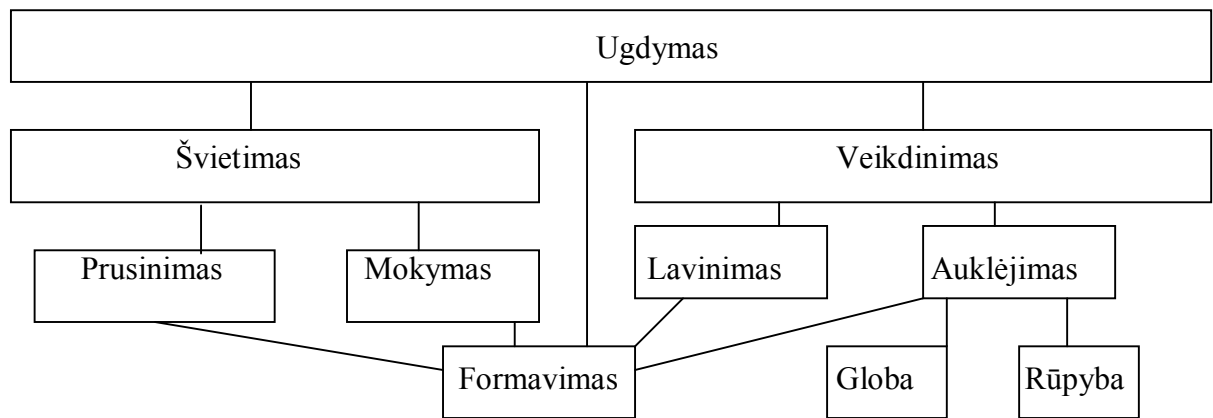 Ugdymas
Švietimas
Veikdinimas
Prusinimas
Mokymas
Lavinimas
Auklėjimas
Formavimas
Globa
Rūpyba